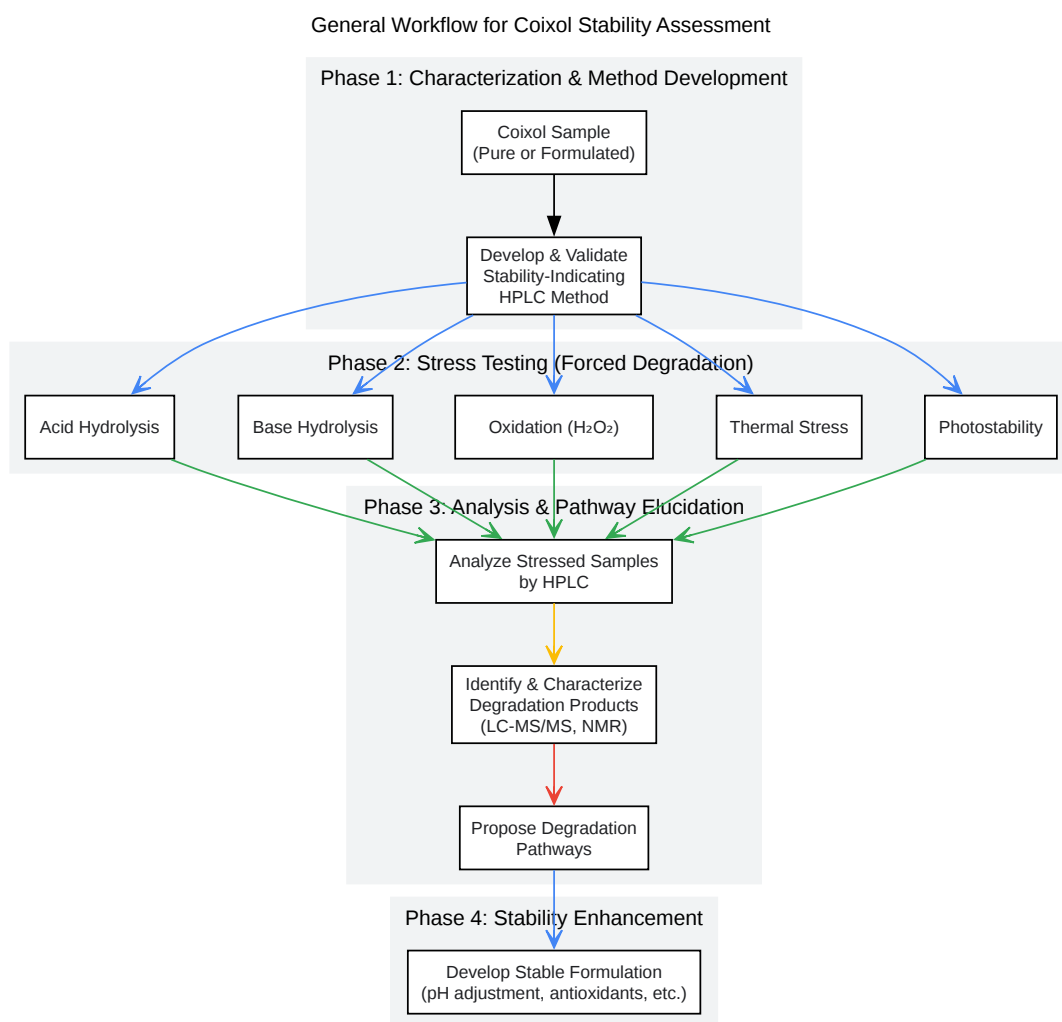 General Workflow for Coixol Stability Assessment
Phase 1: Characterization & Method Development
Coixol Sample
(Pure or Formulated)
Develop & Validate
Stability-Indicating
HPLC Method
Phase 2: Stress Testing (Forced Degradation)
Acid Hydrolysis
Base Hydrolysis
Oxidation (H₂O₂)
Thermal Stress
Photostability
Phase 3: Analysis & Pathway Elucidation
Analyze Stressed Samples
by HPLC
Identify & Characterize
Degradation Products
(LC-MS/MS, NMR)
Propose Degradation
Pathways
Phase 4: Stability Enhancement
Develop Stable Formulation
(pH adjustment, antioxidants, etc.)